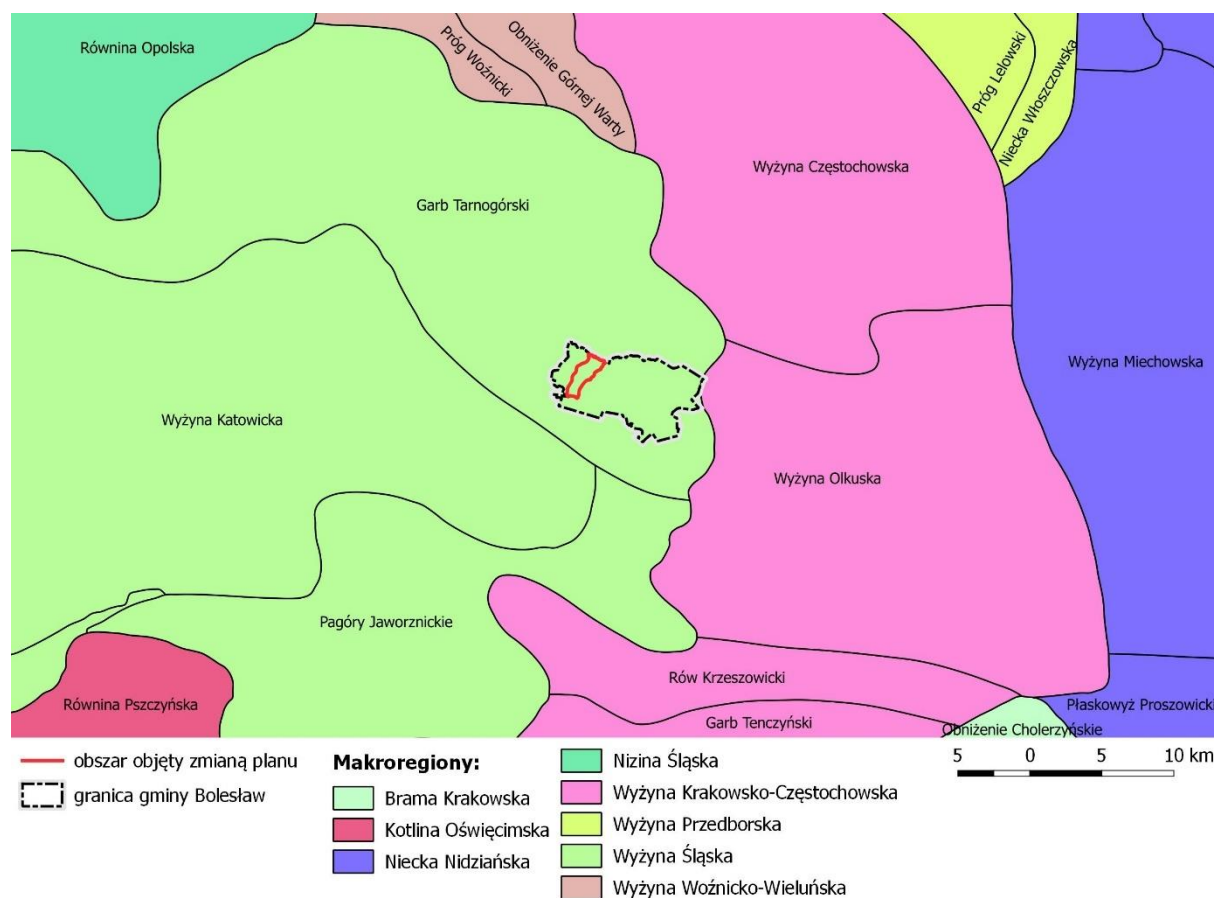 Równina Opolska
Próg Woźnicki
Obniżenie Górnej Warty
Próg Lelowski
Niecka Włoszczowska
Wyżyna Częstochowska
Garb Tarnogórski
Wyżyna Miechowska
Wyżyna Katowicka
Wyżyna Olkuska
Pagóry Jaworznickie
Rów Krzeszowicki
Równina Pszczyńska
Garb Tenczyński
Płaskowyż Proszowicki
Obniżenie Cholerzyńskie
obszar objęty zmianą planu
granica gminy Bolesław
Makroregiony:
Brama Krakowska
Kotlina Oświęcimska
Niecka Nidziańska
Nizina Śląska
Wyżyna Krakowsko-Częstochowska
Wyżyna Przedborska
Wyżyna Śląska
Wyżyna Woźnicko-Wieluńska
5 0 5 10 km